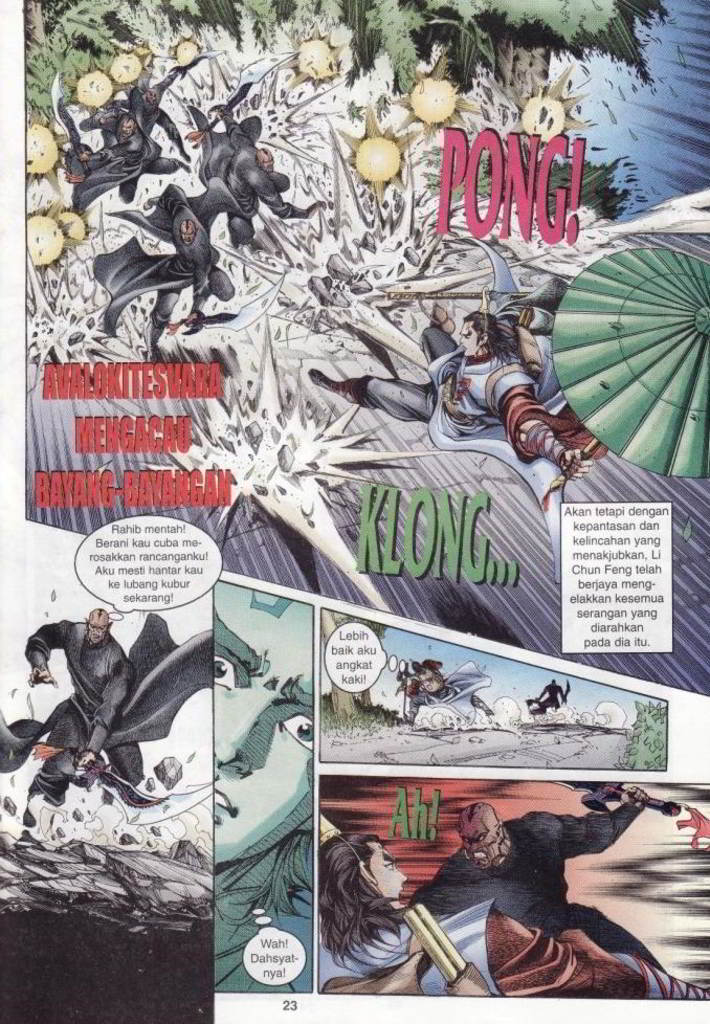 PONG!
AVALOKITESVARA
MENGACAU
BAYANG-BAYANGAN
KLONG...
Akan tetapi dengan
kepantasan dan
kelincahan yang
menakjubkan, Li
Chun Feng telah
berjaya meng-
elakkan kesemua
serangan yang
diarahkan
pada dia itu.
Rahib mentah!
Berani kau cuba me-
rosakkan rancanganku!
Aku mesti hantar kau
ke lubang kubur
sekarang!
Wah!
Dahsyat-
nya!
Lebih
baik aku
angkat
kaki!
Ah!
23